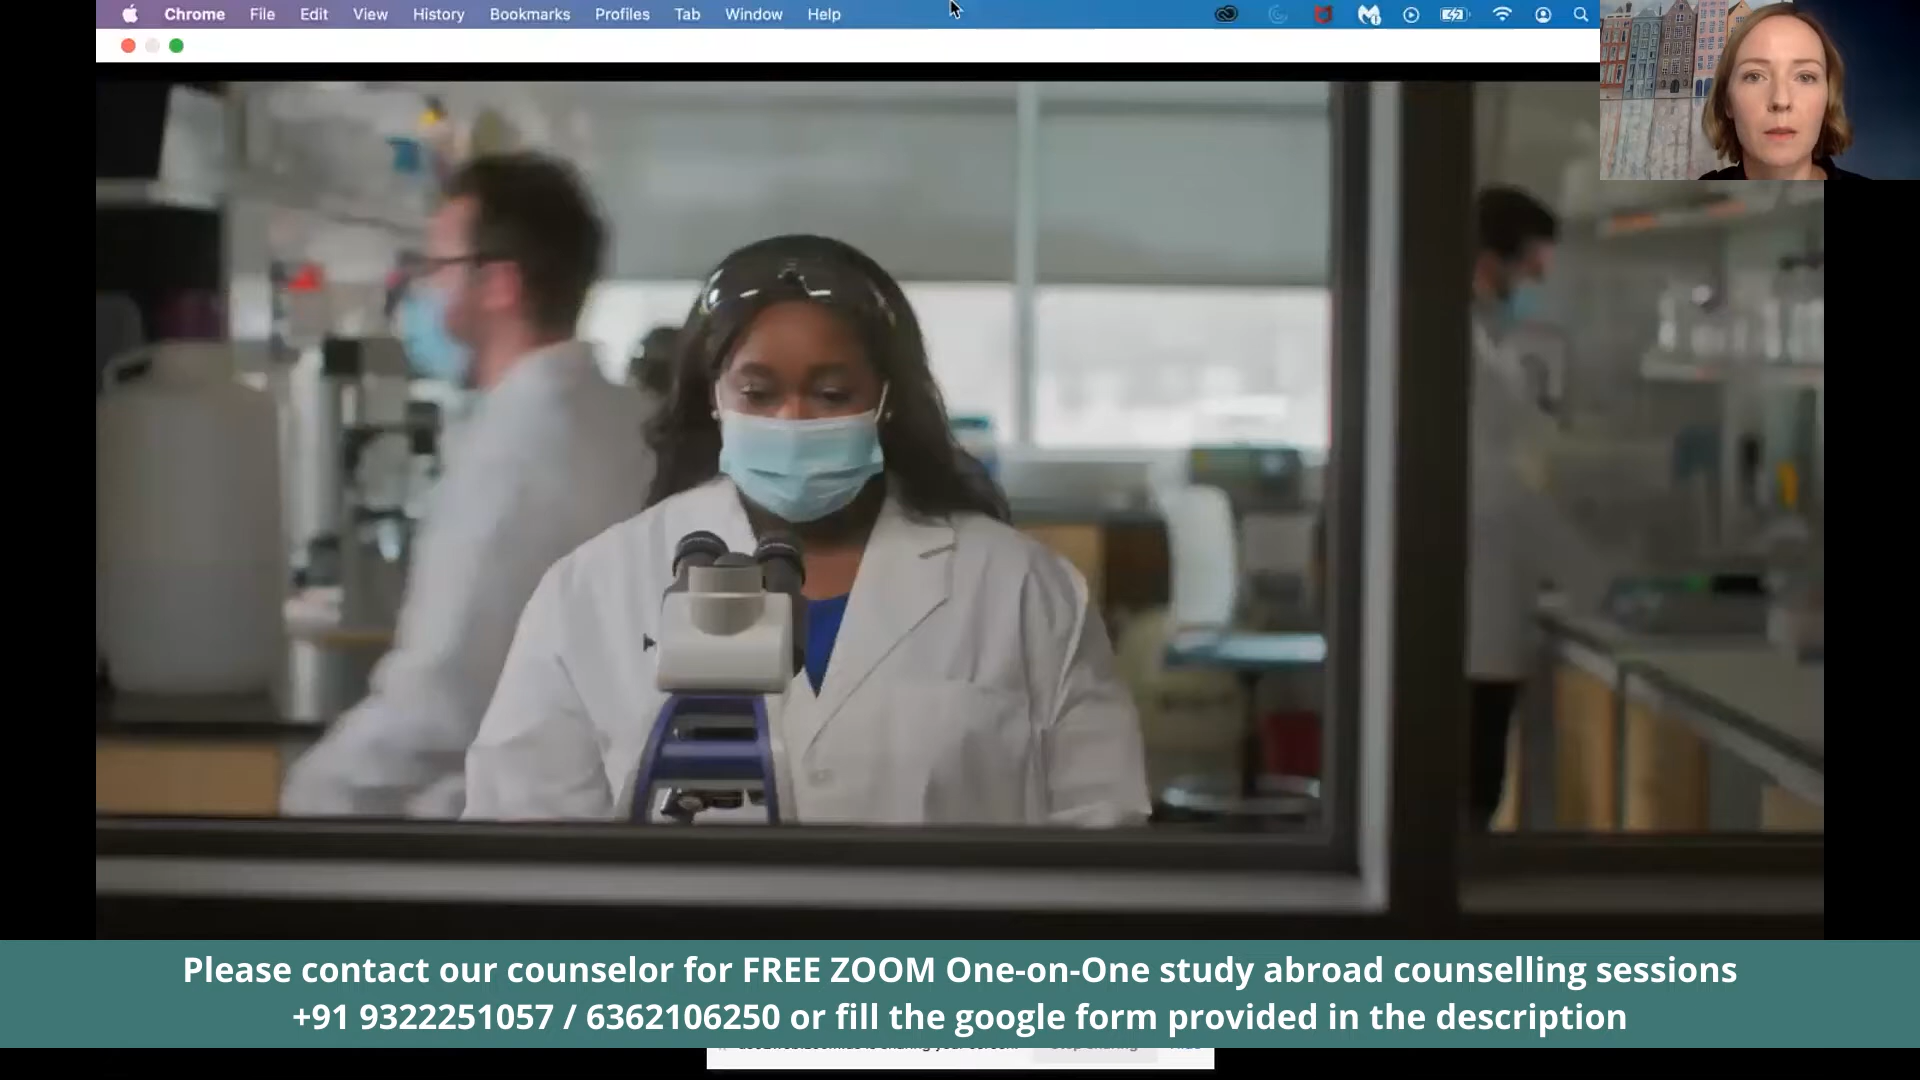 Chrome File Edit View History Bookmarks Profiles Tab Window Help
Please contact our counselor for FREE ZOOM One-on-One study abroad counselling sessions
+91 9322251057 / 6362106250 or fill the google form provided in the description